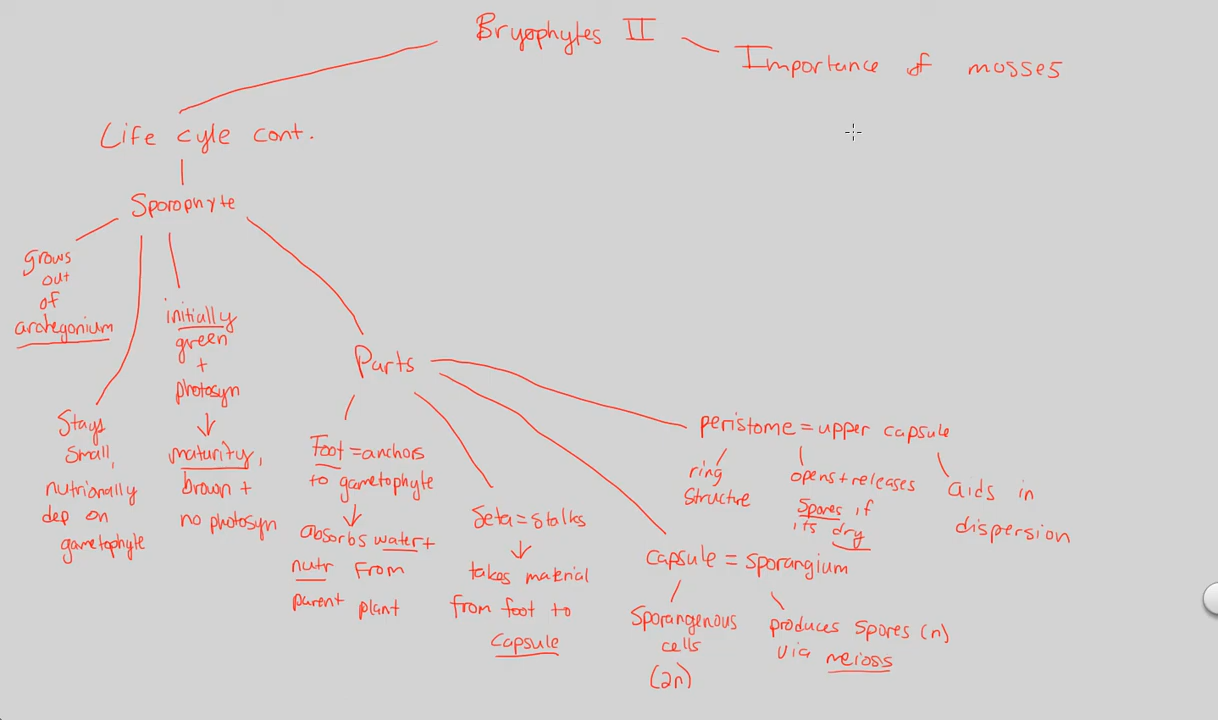 Bryophytes II
Importance of mosses
Life cyle cont.
Sporophyte
grows
out
of
archegonium
Stays
small,
nutrionally
dep on
gametophyte
initially
green
+
photosyn
maturity,
brown +
no photosyn
Parts
Foot = anchors
to gametophyte
absorbs water +
nutr from
parent plant
Seta = stalks
takes material
from foot to
capsule
capsule = sporangium
Sporangenous
cells
(2n)
produces spores (n)
via meioss
peristome = upper capsule
ring
structure
opens + releases
spores if
its dry
aids in
dispersion